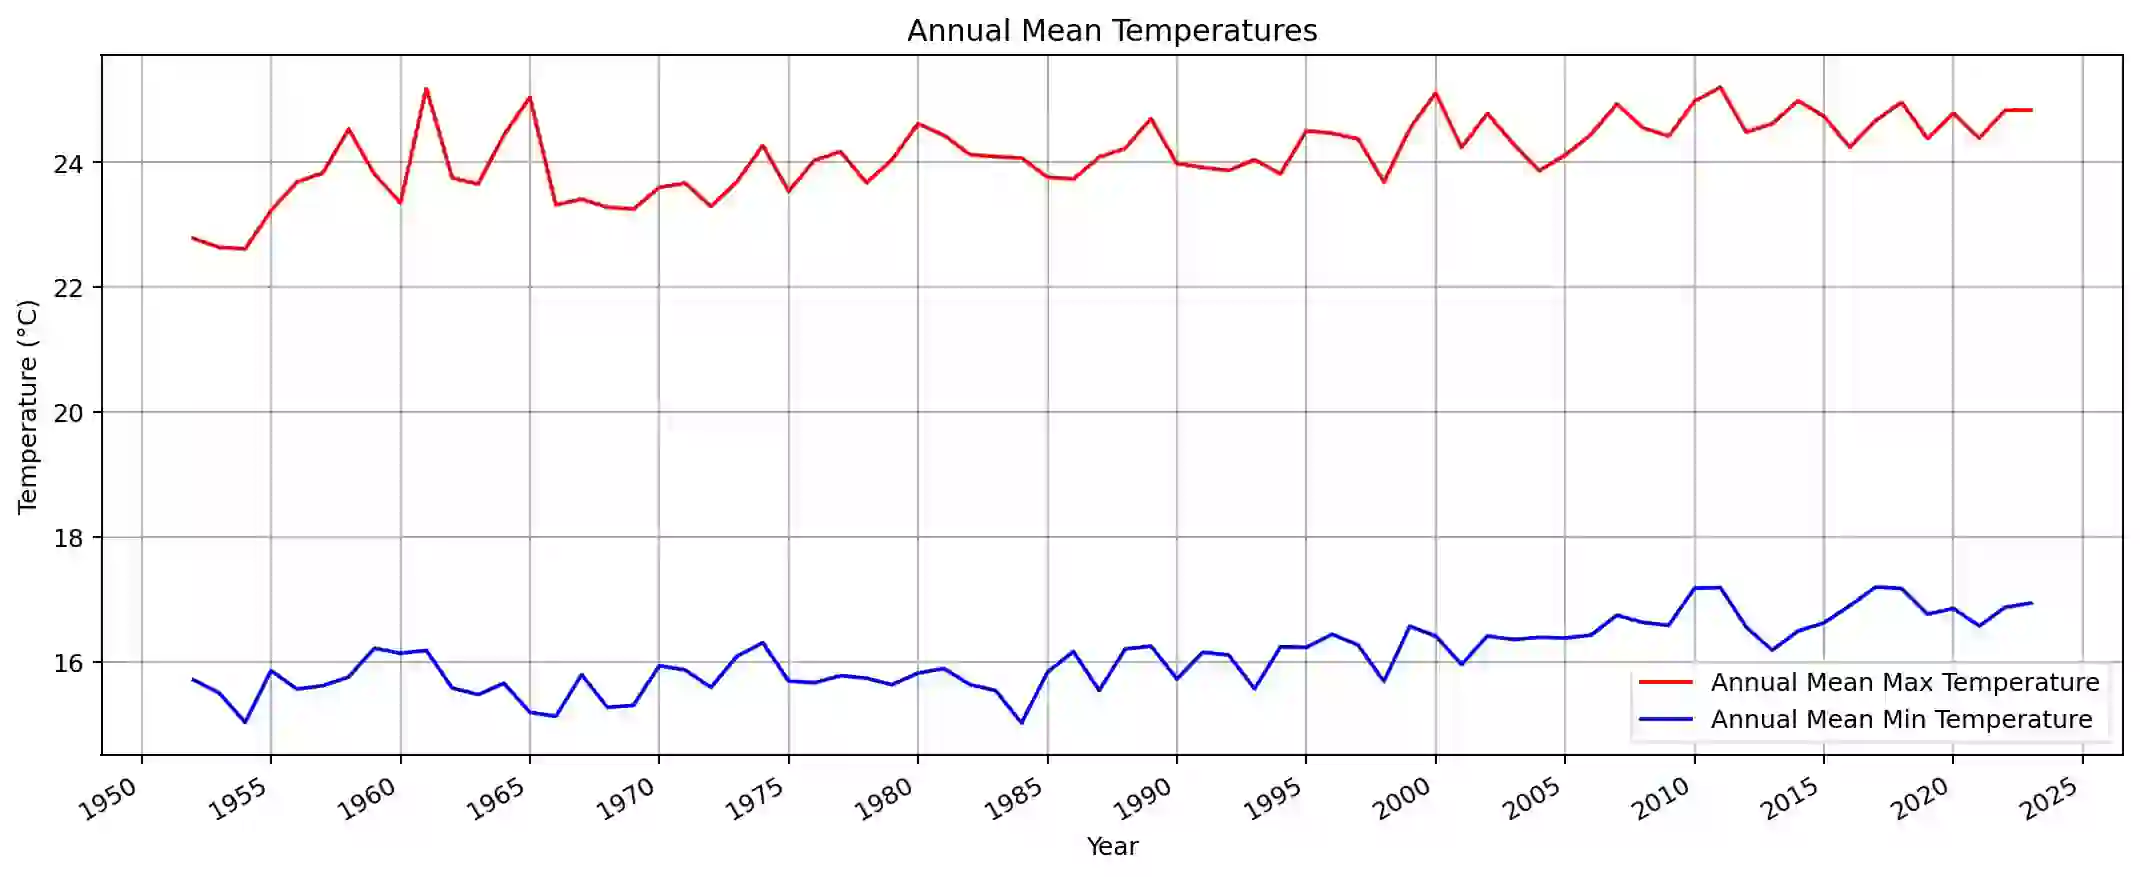 Annual Mean Temperatures
Temperature (°C)
24
22
20
18
16
Annual Mean Max Temperature
Annual Mean Min Temperature
1950 1955 1960 1965 1970 1975 1980 1985 1990 1995 2000 2005 2010 2015 2020 2025
Year